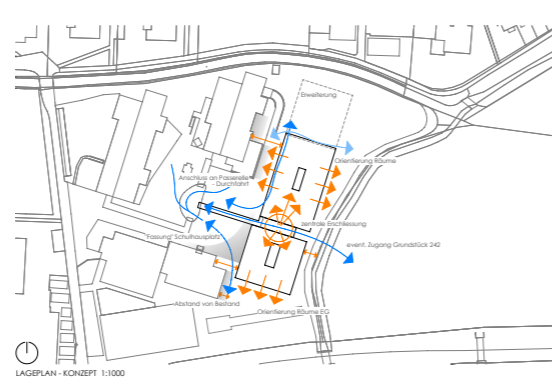 Erweiterung
Orientierung Räume
Anschluss an Passerelle
- Durchfahrt
zentrale Erschliessung
'Fassung' Schulhausplatz
event. Zugang Grundstück 242
Abstand von Bestand
Orientierung Räume EG
LAGEPLAN - KONZEPT 1:1000